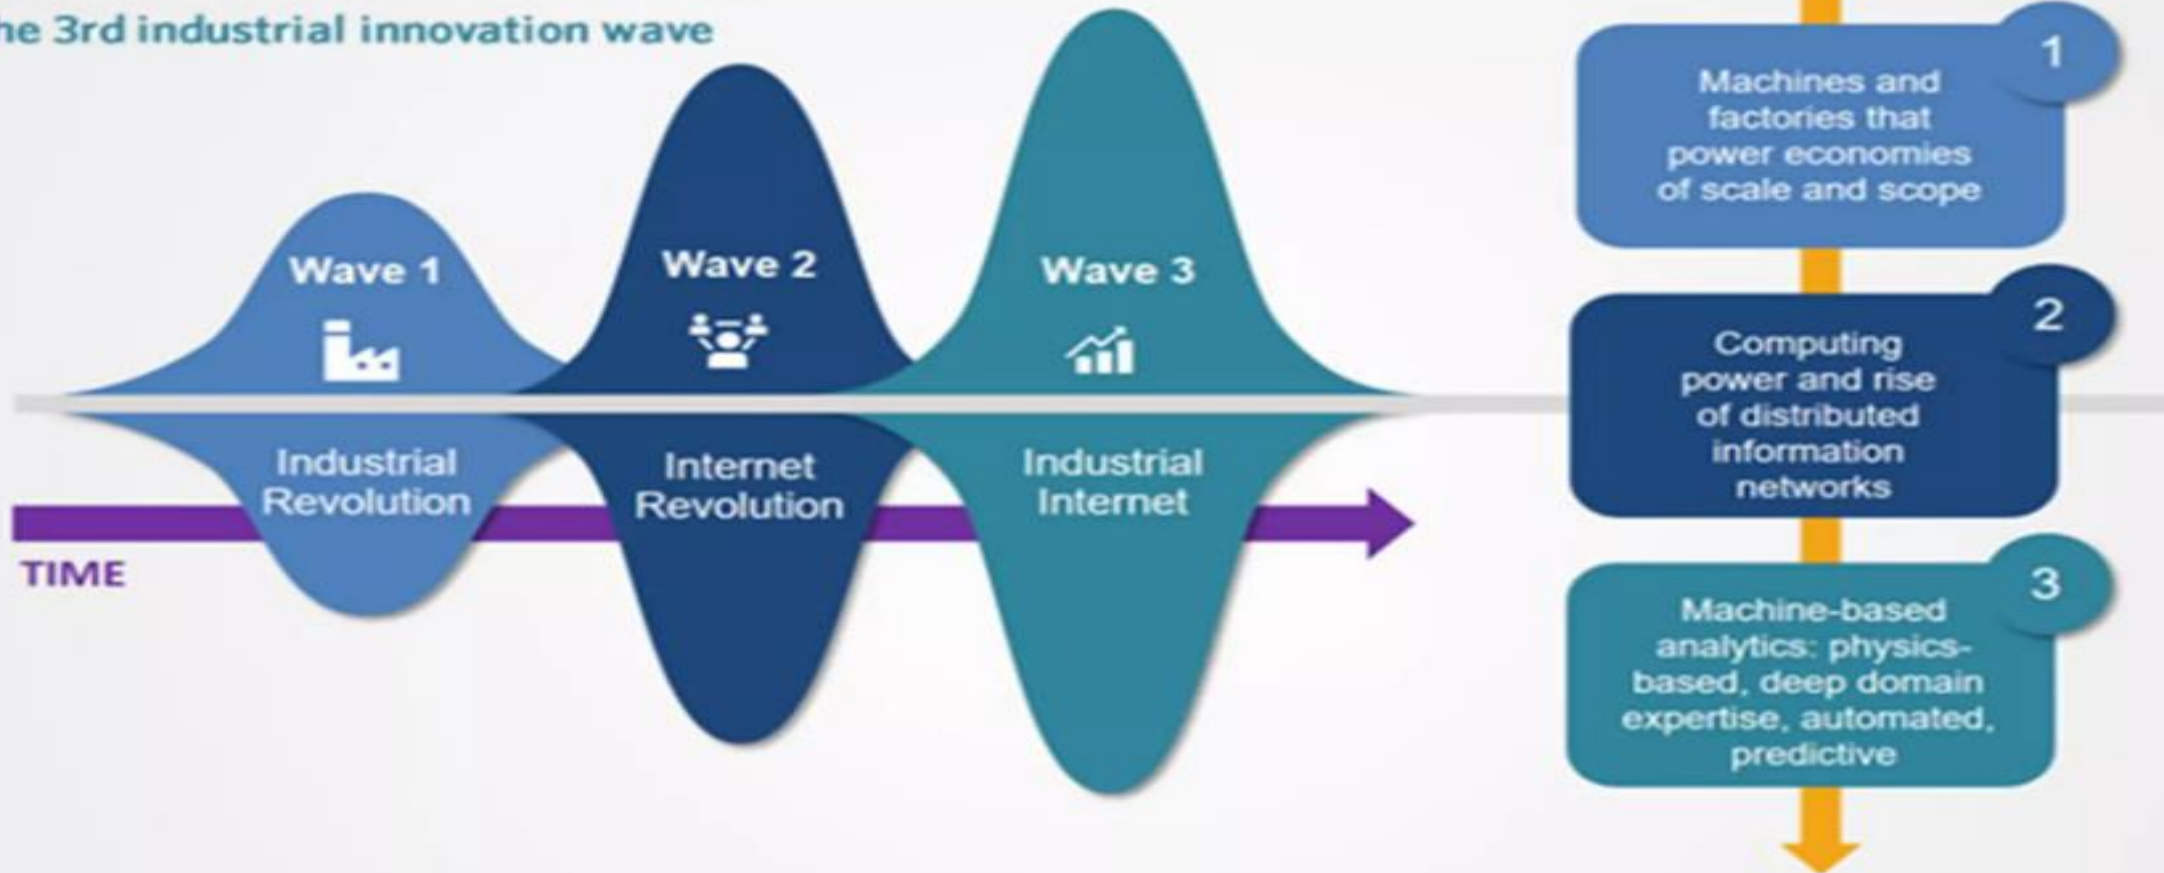 he 3rd industrial innovation wave
Wave 1
Industrial
Revolution
Wave 2
Internet
Revolution
Wave 3
Industrial
Internet
TIME
1
Machines and
factories that
power economies
of scale and scope
2
Computing
power and rise
of distributed
information
networks
3
Machine-based
analytics: physics-
based, deep domain
expertise, automated,
predictive